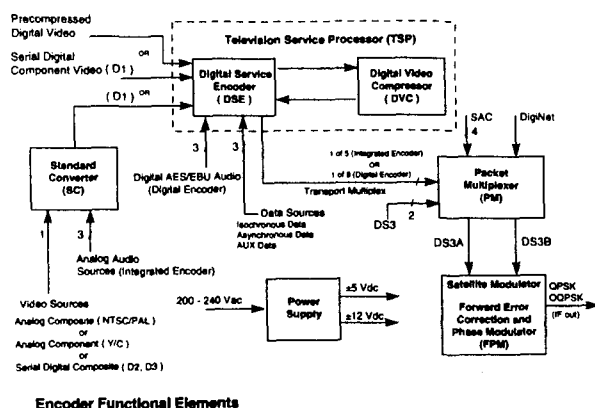 Precompressed
Digital Video
OR
Serial Digital
Component Video (D1)
(D1) OR
Television Service Processor (TSP)
Digital Service
Encoder
(DSE)
Digital Video
Compressor
(DVC)
3
3
Digital AES/EBU Audio
(Digital Encoder)
Data Sources
Isochronous Data
Asynchronous Data
AUX Data
1 of 5 (Integrated Encoder)
OR
1 of 8 (Digital Encoder)
Transport Multiplex
SAC
4
DigiNet
DS3
2
Packet
Multiplexer
(PM)
DS3A
DS3B
Standard
Converter
(SC)
1
3
Analog Audio
Sources (Integrated Encoder)
Video Sources
Analog Composite (NTSC/PAL)
or
Analog Component (Y/C)
or
Serial Digital Composite (D2, D3)
200 - 240 Vac
Power
Supply
±5 Vdc
±12 Vdc
Satellite Modulator
Forward Error
Correction and
Phase Modulator
(FPM)
QPSK
OQPSK
(IF out)
Encoder Functional Elements